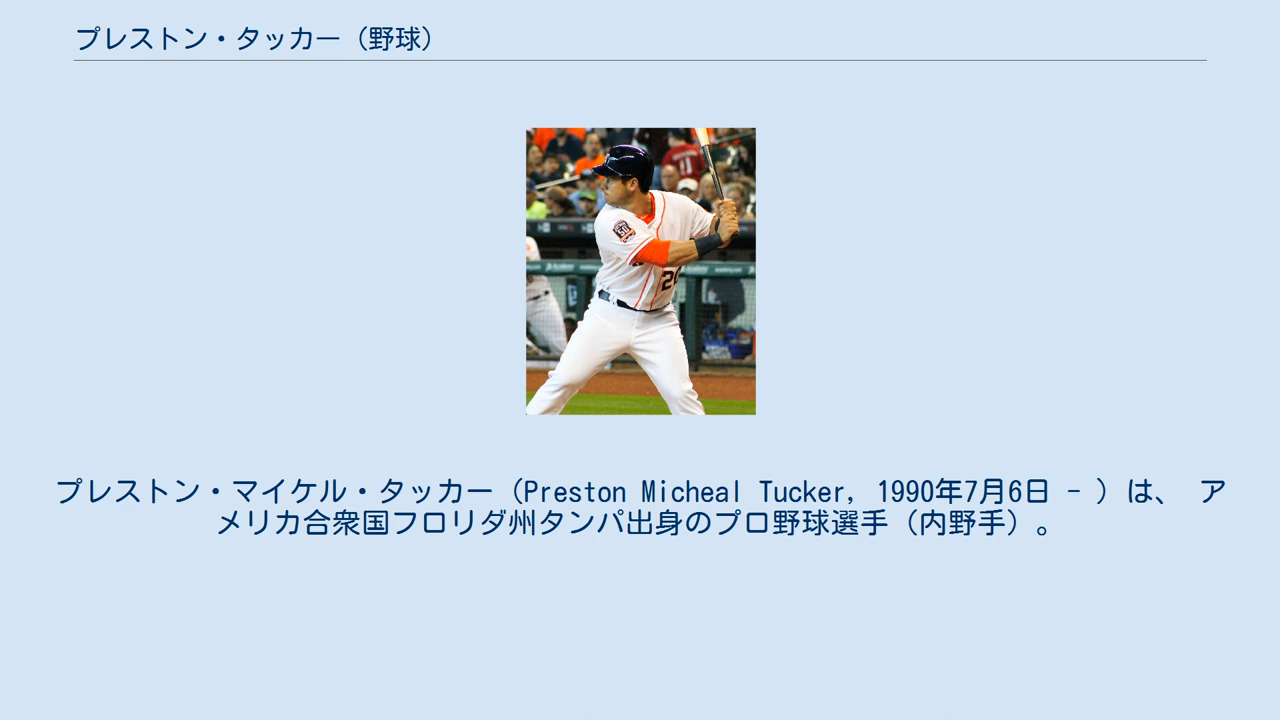 プレストン・タッカー（野球）
プレストン・マイケル・タッカー（Preston Micheal Tucker, 1990年7月6日 - ）は、 ア
メリカ合衆国フロリダ州タンパ出身のプロ野球選手（内野手）。